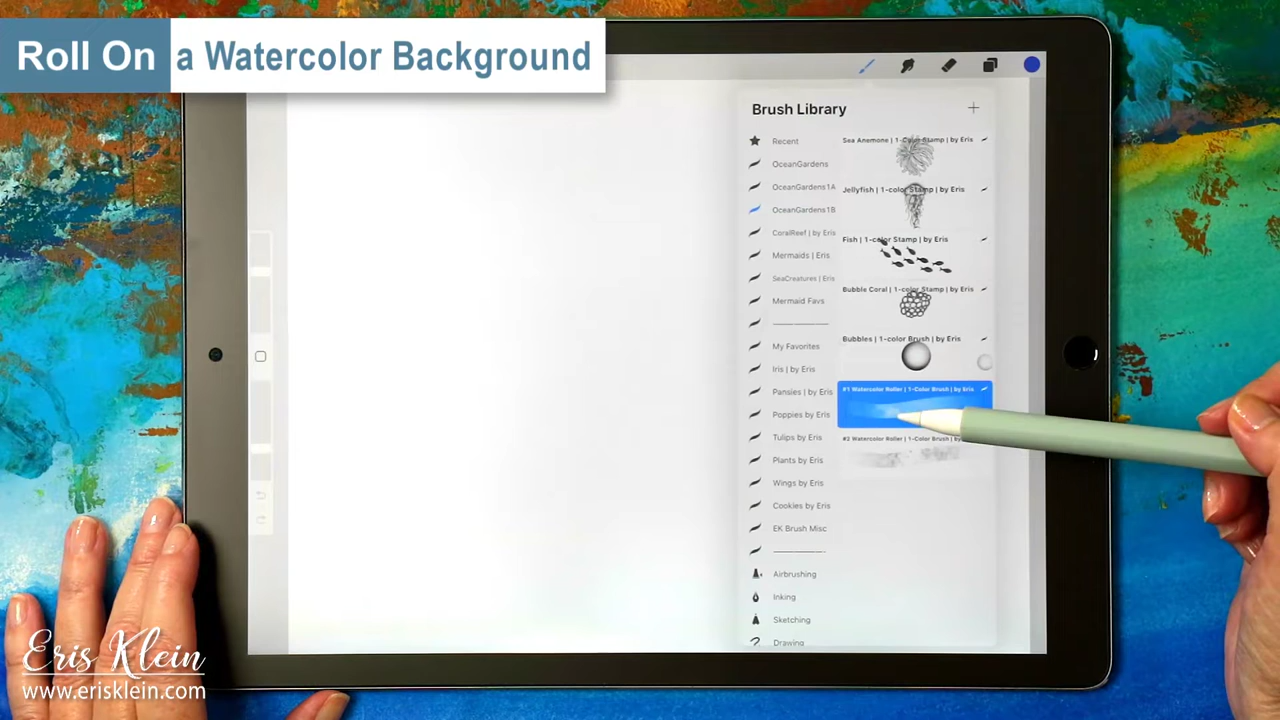 Roll On a Watercolor Background
Brush Library
Recent
OceanGardens
OceanGardens1A
OceanGardens1B
CoralReef | by Eris
Mermaids | Eris
SeaCreatures | Eris
Mermaid Favs
My Favorites
Iris | by Eris
Pansies | by Eris
Poppies by Eris
Tulips by Eris
Plants by Eris
Wings by Eris
Cookies by Eris
EK Brush Misc
Airbrushing
Inking
Sketching
Drawing
Sea Anemone | 1-Color Stamp | by Eris
Jellyfish | 1-color Stamp | by Eris
Fish | 1-color Stamp | by Eris
Bubble Coral | 1-color Stamp | by Eris
Bubbles | 1-color Brush | by Eris
#1 Watercolor Roller | 1-Color Brush | by Eris
#2 Watercolor Roller | 1-Color Brush | by
Eris Klein
www.erisklein.com